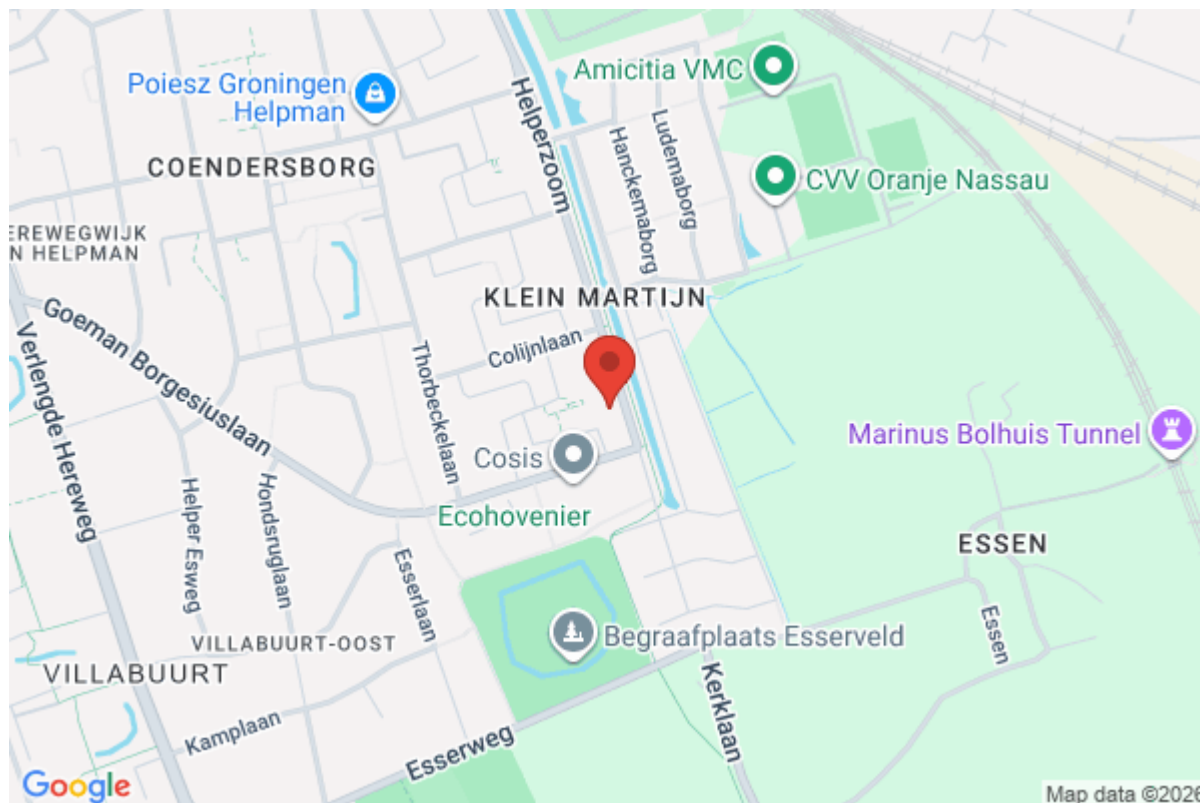 Amicitia VMC
Poiesz Groningen
Helpman
Helperzoom
Hanckemaborg
Ludemaborg
COENDERSBORG
CVV Oranje Nassau
EREWEGWIJK
N HELPMAN
KLEIN MARTIJN
Goeman Borgesiuslaan
Verlengde Hereweg
Colijnlaan
Thorbeckelaan
Marinus Bolhuis Tunnel
Cosis
Helper Esweg
Hondsruglaan
Ecohovenier
Esserlaan
ESSEN
Essen
VILLABUURT-OOST
Begraafplaats Esserveld
VILLABUURT
Kerklaan
Kamplaan
Esserweg
Google
Map data ©2026